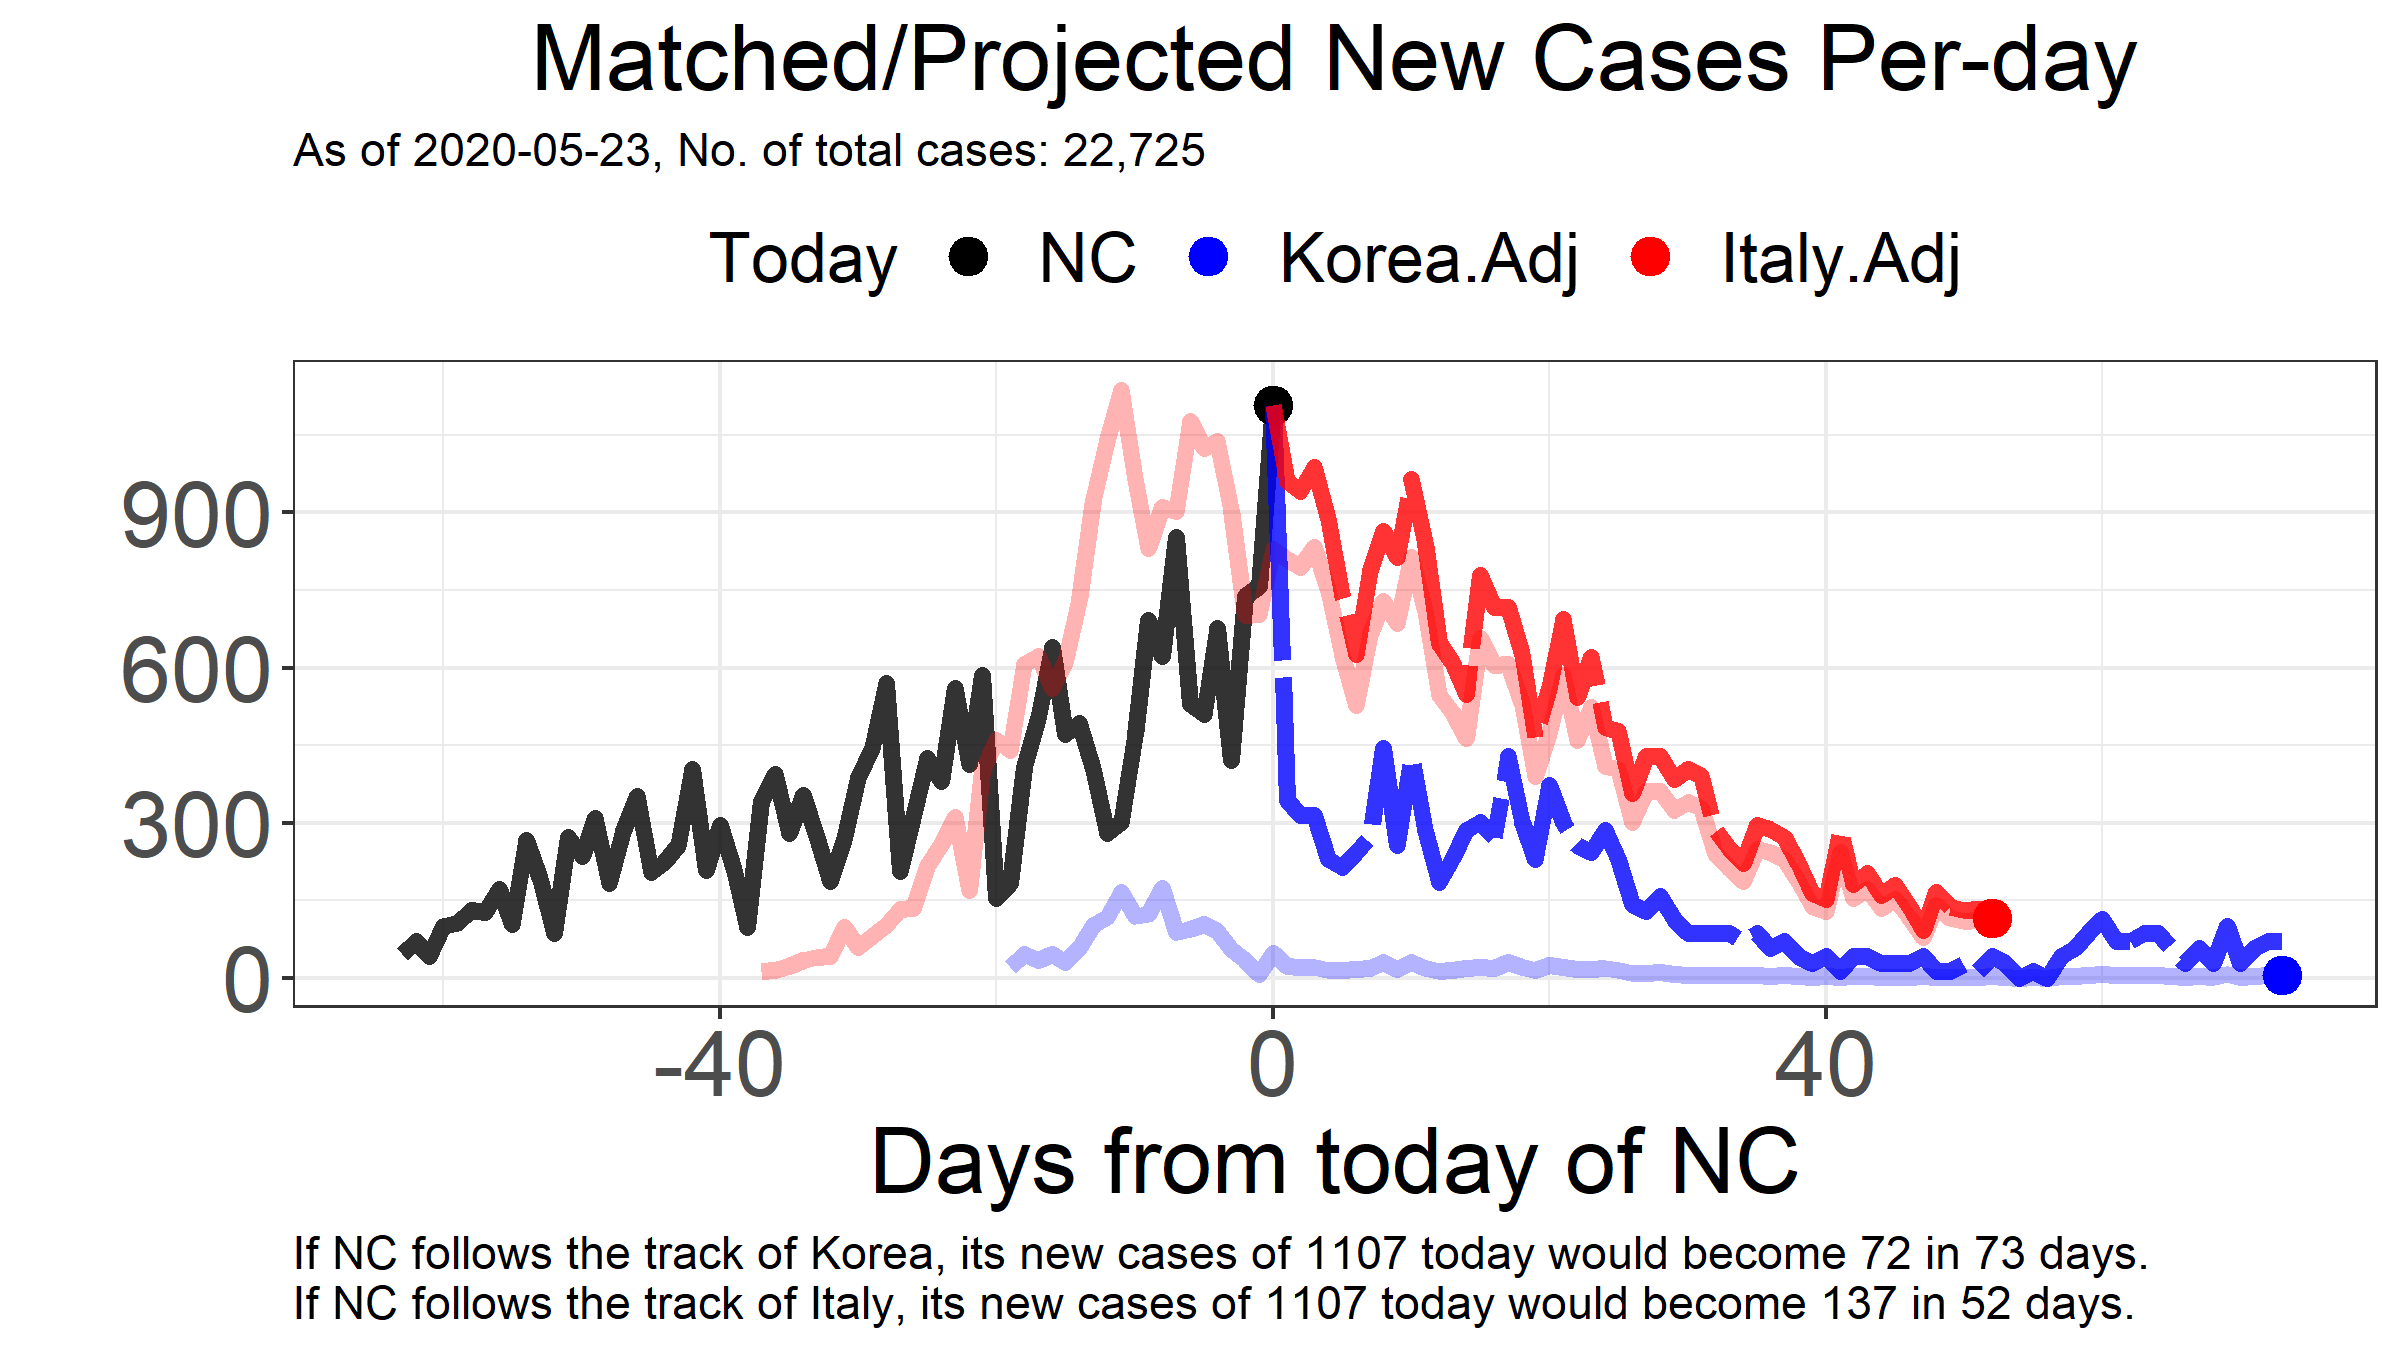 Matched/Projected New Cases Per-day
As of 2020-05-23, No. of total cases: 22,725
Today NC Korea.Adj Italy.Adj
900
600
300
0
-40 0 40
Days from today of NC
If NC follows the track of Korea, its new cases of 1107 today would become 72 in 73 days.
If NC follows the track of Italy, its new cases of 1107 today would become 137 in 52 days.